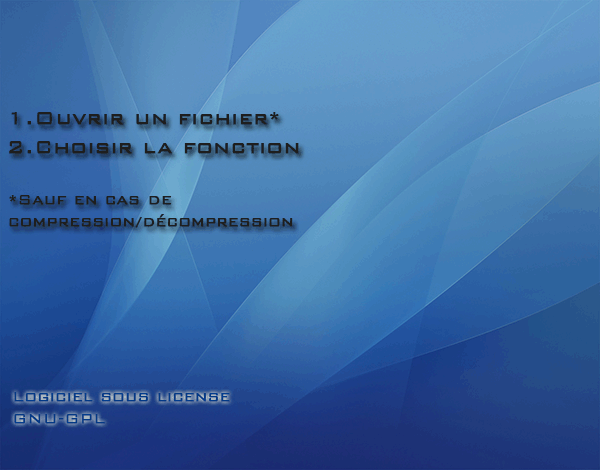 1.Ouvrir un fichier*
2.Choisir la fonction
*Sauf en cas de
compression/décompression
logiciel sous license
GNU-GPL